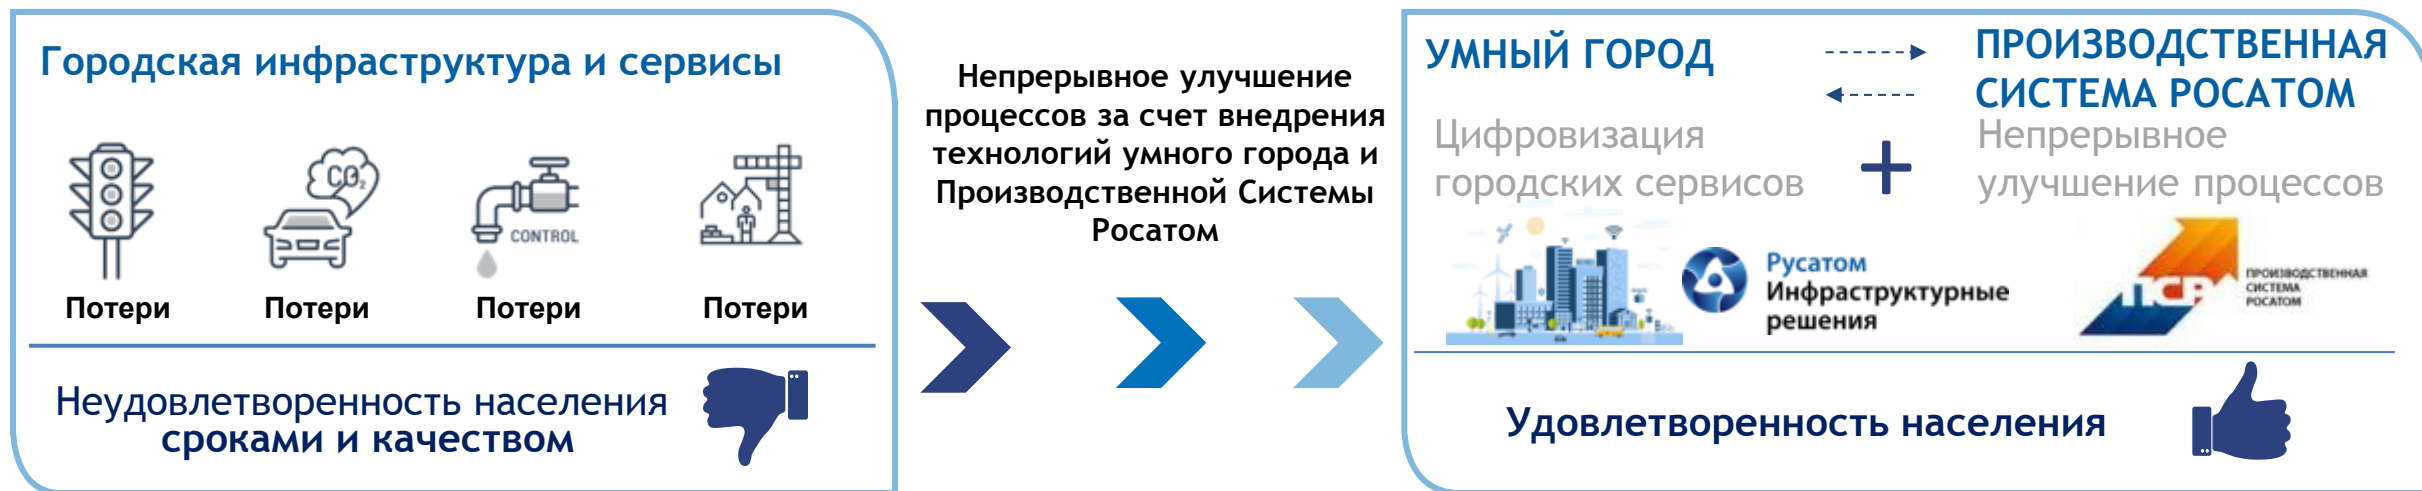 Городская инфраструктура и сервисы
CO₂
CONTROL
Потери
Потери
Потери
Потери
Неудовлетворенность населения
сроками и качеством
Непрерывное улучшение
процессов за счет внедрения
технологий умного города и
Производственной Системы
Росатом
УМНЫЙ ГОРОД
ПРОИЗВОДСТВЕННАЯ
СИСТЕМА РОСАТОМ
Цифровизация
городских сервисов
+
Непрерывное
улучшение процессов
Русатом
Инфраструктурные
решения
ПСР
ПРОИЗВОДСТВЕННАЯ
СИСТЕМА
РОСАТОМ
Удовлетворенность населения